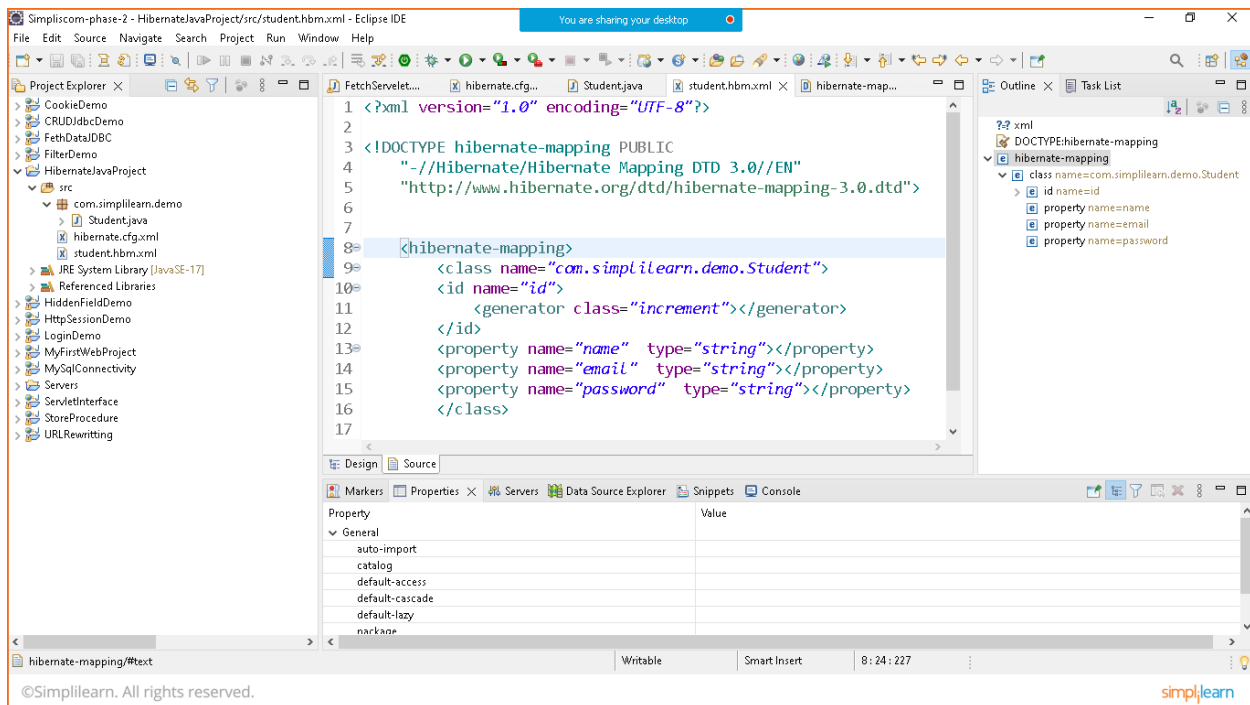 Simpliscom-phase-2 - HibernateJavaProject/src/student.hbm.xml - Eclipse IDE
You are sharing your desktop
File Edit Source Navigate Search Project Run Window Help
Project Explorer
CookieDemo
CRUDJdbcDemo
FethDataJDBC
FilterDemo
HibernateJavaProject
src
com.simplilearn.demo
Student.java
hibernate.cfg.xml
student.hbm.xml
JRE System Library [JavaSE-17]
Referenced Libraries
HiddenFieldDemo
HttpSessionDemo
LoginDemo
MyFirstWebProject
MySqlConnectivity
Servers
ServletInterface
StoreProcedure
URLRewritting
FetchServelet.... hibernate.cfg... Student.java student.hbm.xml hibernate-map...
1 <?xml version="1.0" encoding="UTF-8"?>
2
3 <!DOCTYPE hibernate-mapping PUBLIC
4 "-//Hibernate/Hibernate Mapping DTD 3.0//EN"
5 "http://www.hibernate.org/dtd/hibernate-mapping-3.0.dtd">
6
7
8 <hibernate-mapping>
9 <class name="com.simplilearn.demo.Student">
10 <id name="id">
11 <generator class="increment"></generator>
12 </id>
13 <property name="name" type="string"></property>
14 <property name="email" type="string"></property>
15 <property name="password" type="string"></property>
16 </class>
17
Design Source
Outline Task List
?=? xml
DOCTYPE:hibernate-mapping
hibernate-mapping
class name=com.simplilearn.demo.Student
id name=id
property name=name
property name=email
property name=password
Markers Properties Servers Data Source Explorer Snippets Console
Property Value
General
auto-import
catalog
default-access
default-cascade
default-lazy
package
hibernate-mapping/#text Writable Smart Insert 8 : 24 : 227
©Simplilearn. All rights reserved.
simplilearn